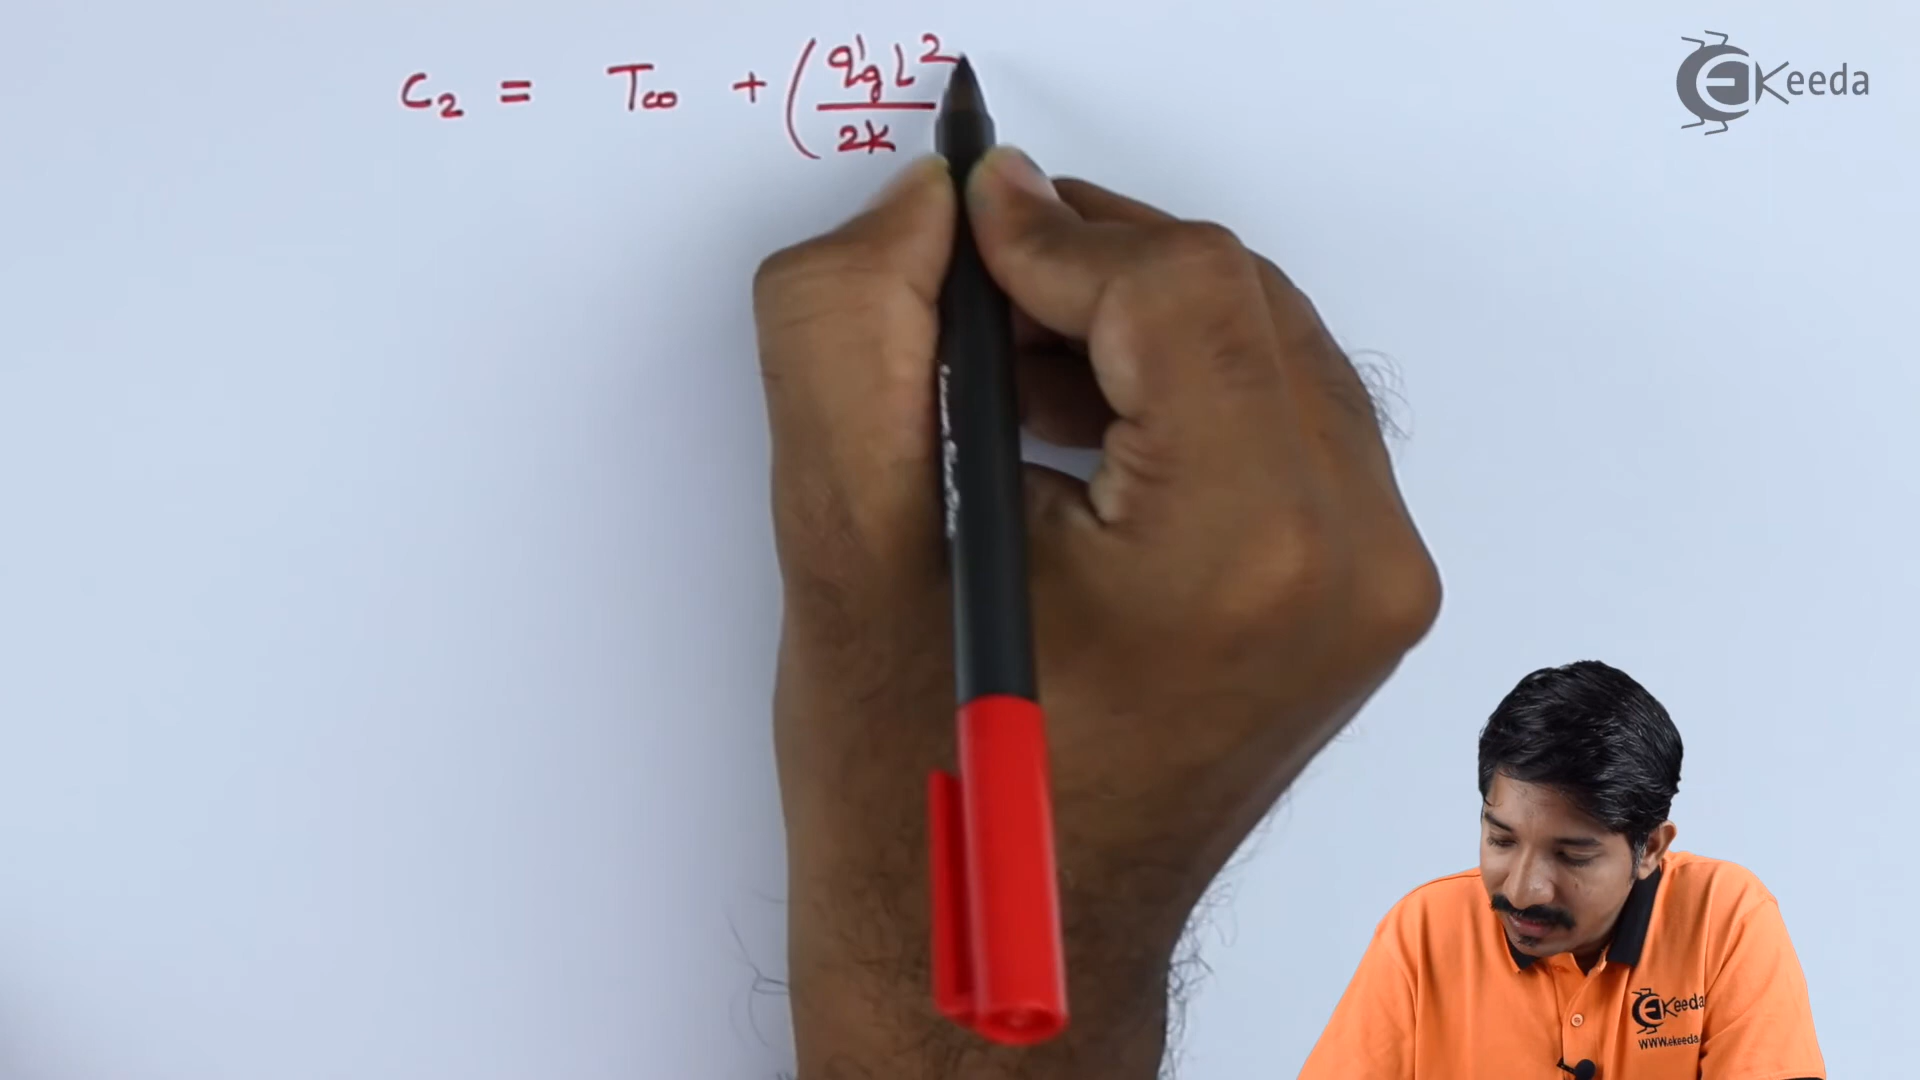 C₂ = T∞ + (q'g L² / 2k
Keeda
Keeda
www.ekeeda.